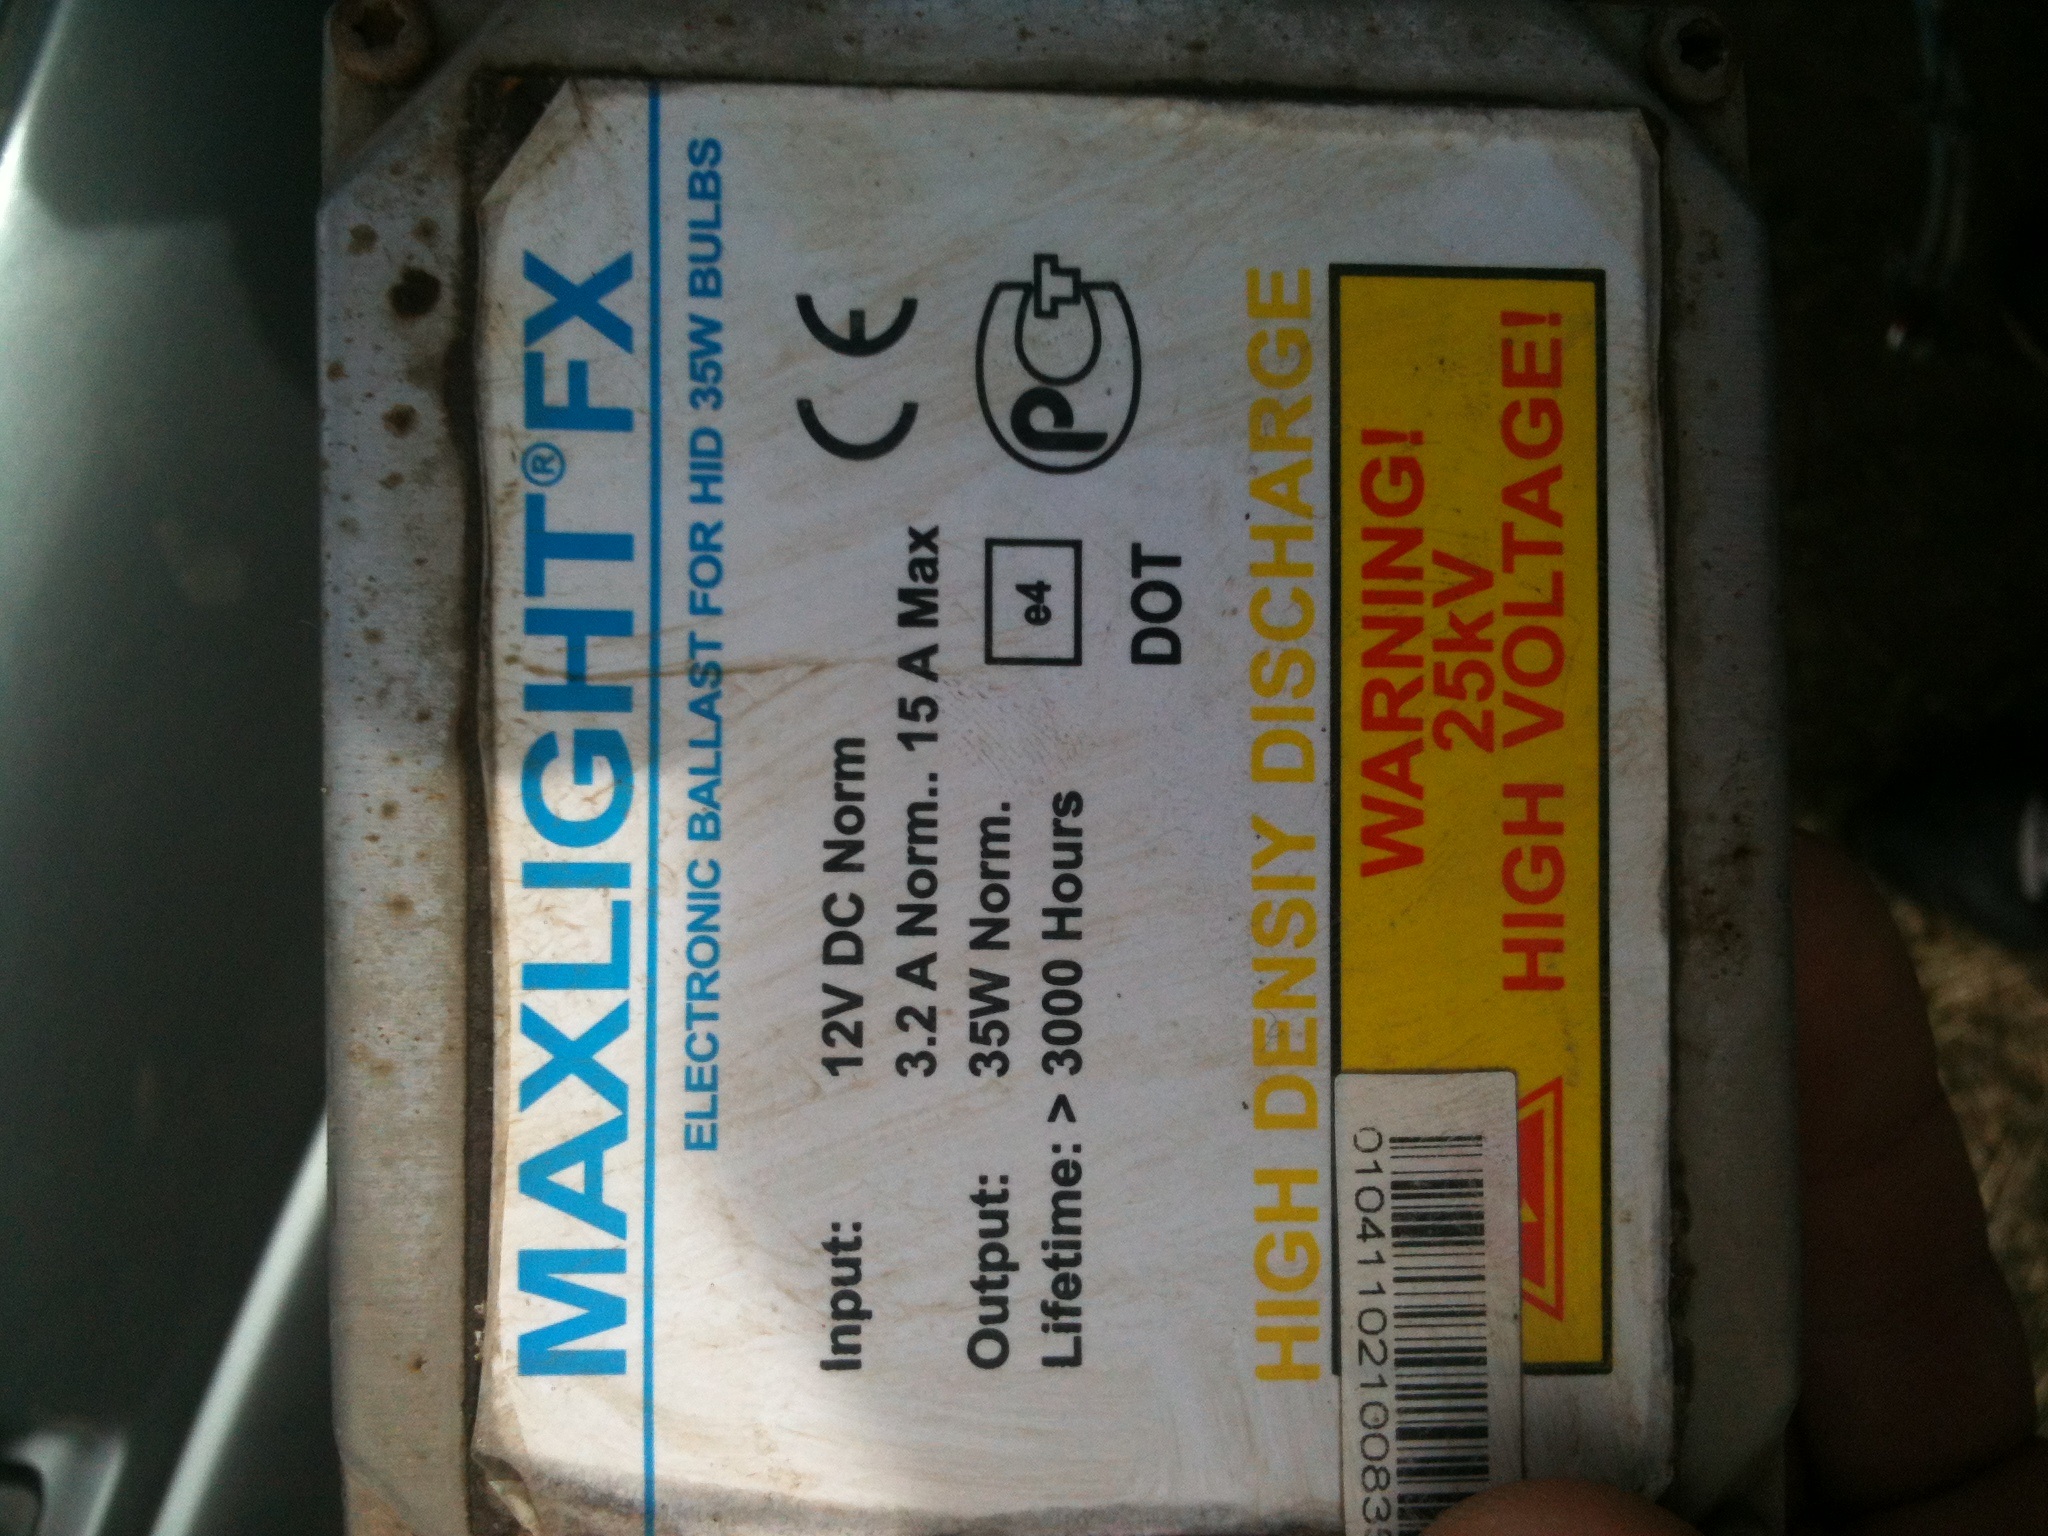 MAXLIGHT®FX
ELECTRONIC BALLAST FOR HID 35W BULBS
Input: 12V DC Norm
3.2 A Norm.. 15 A Max
Output: 35W Norm.
Lifetime: > 3000 Hours
CE
e4
PCT
DOT
HIGH DENSIY DISCHARGE
WARNING!
25kV
HIGH VOLTAGE!